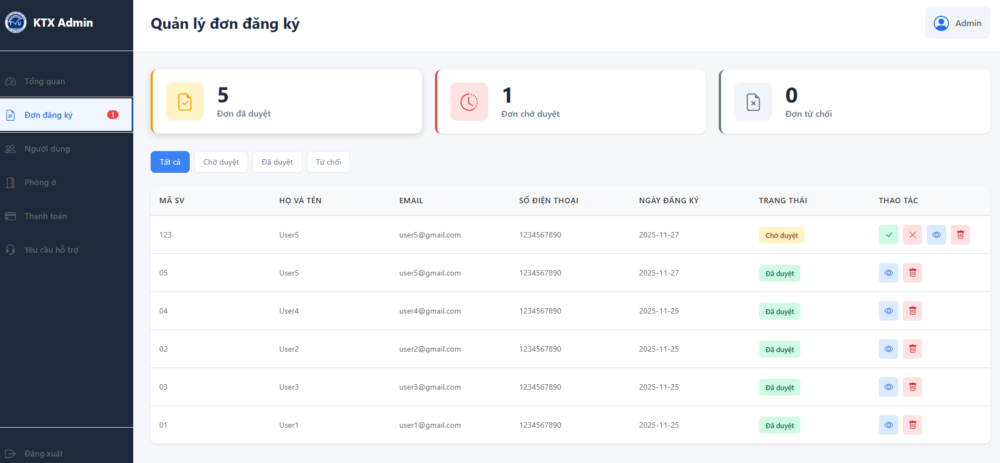 KTX Admin
Tổng quan
Đơn đăng ký 1
Người dùng
Phòng ở
Thanh toán
Yêu cầu hỗ trợ
Đăng xuất
Quản lý đơn đăng ký
Admin
5
Đơn đã duyệt
1
Đơn chờ duyệt
0
Đơn từ chối
Tất cả Chờ duyệt Đã duyệt Từ chối
MÃ SV HỌ VÀ TÊN EMAIL SỐ ĐIỆN THOẠI NGÀY ĐĂNG KÝ TRẠNG THÁI THAO TÁC
123 User5 user5@gmail.com 1234567890 2025-11-27 Chờ duyệt
05 User5 user5@gmail.com 1234567890 2025-11-27 Đã duyệt
04 User4 user4@gmail.com 1234567890 2025-11-25 Đã duyệt
02 User2 user2@gmail.com 1234567890 2025-11-25 Đã duyệt
03 User3 user3@gmail.com 1234567890 2025-11-25 Đã duyệt
01 User1 user1@gmail.com 1234567890 2025-11-25 Đã duyệt